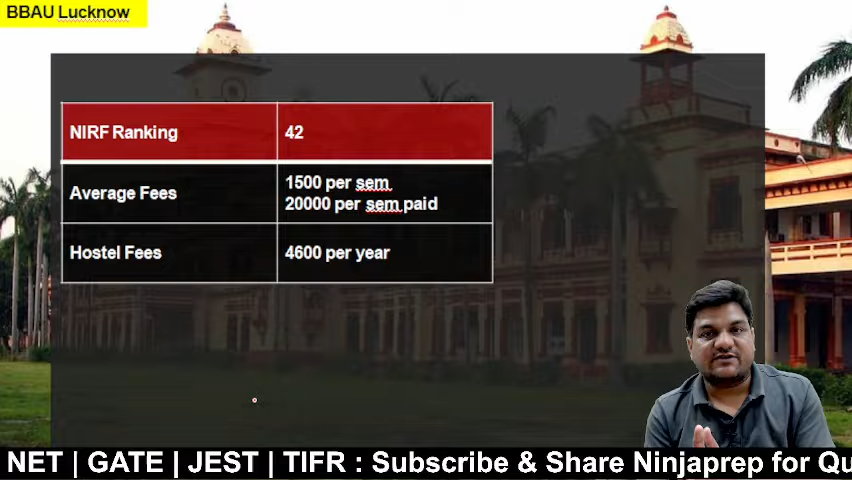 BBAU Lucknow
NIRF Ranking 42
Average Fees 1500 per sem
20000 per sem paid
Hostel Fees 4600 per year
NET | GATE | JEST | TIFR : Subscribe & Share Ninjaprep for Qu